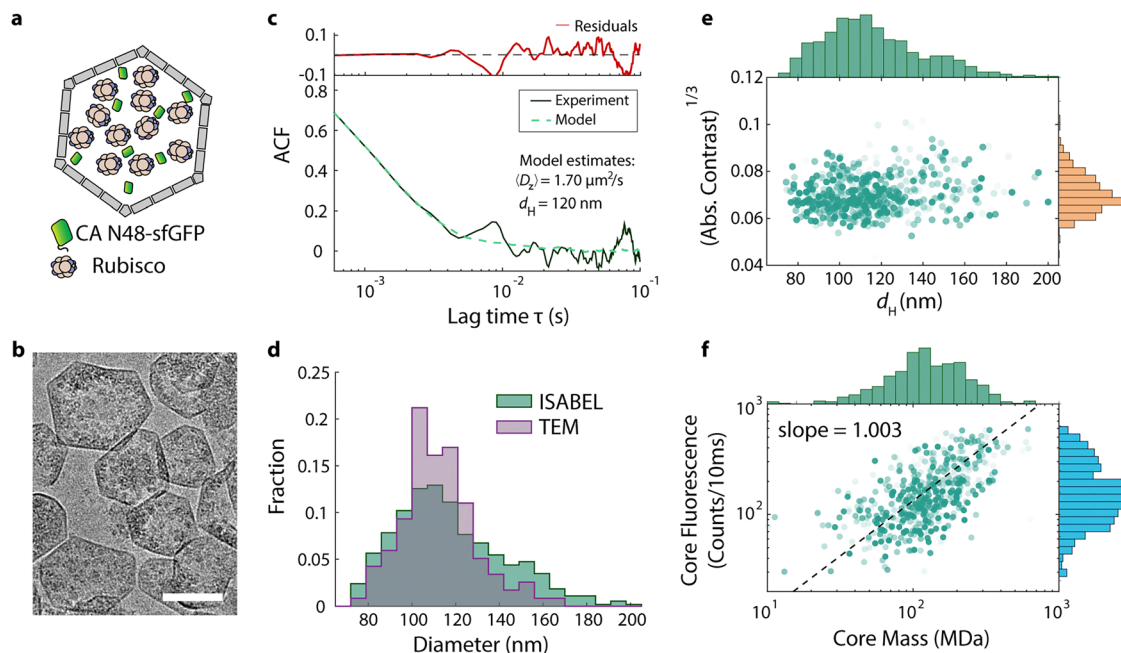 a
CA N48-sfGFP
Rubisco
b
c
Residuals
0.1
0
-0.1
0.8
0.6
0.4
0.2
0
ACF
Experiment
Model
Model estimates:
⟨Dz⟩ = 1.70 μm²/s
dH = 120 nm
10⁻³
10⁻²
10⁻¹
Lag time τ (s)
d
0.25
0.2
0.15
0.1
0.05
0
Fraction
ISABEL
TEM
80
100
120
140
160
180
200
Diameter (nm)
e
0.12
0.10
0.08
0.06
0.04
(Abs. Contrast)¹/³
80
100
120
140
160
180
200
dH (nm)
f
slope = 1.003
10³
10²
Core Fluorescence
(Counts/10ms)
10¹
10²
10³
Core Mass (MDa)